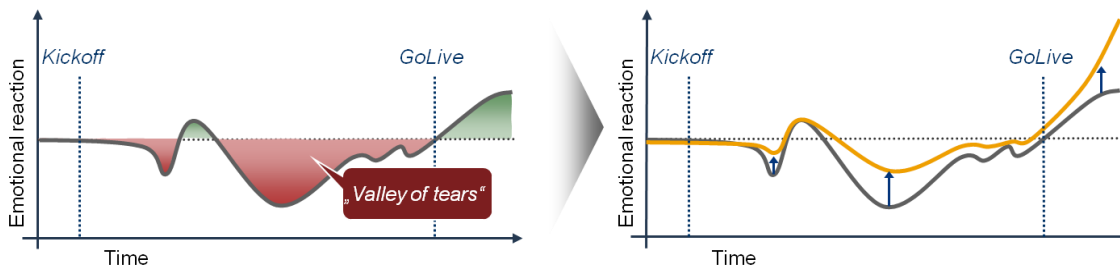 Kickoff
GoLive
Emotional reaction
„Valley of tears“
Time
Kickoff
GoLive
Emotional reaction
Time